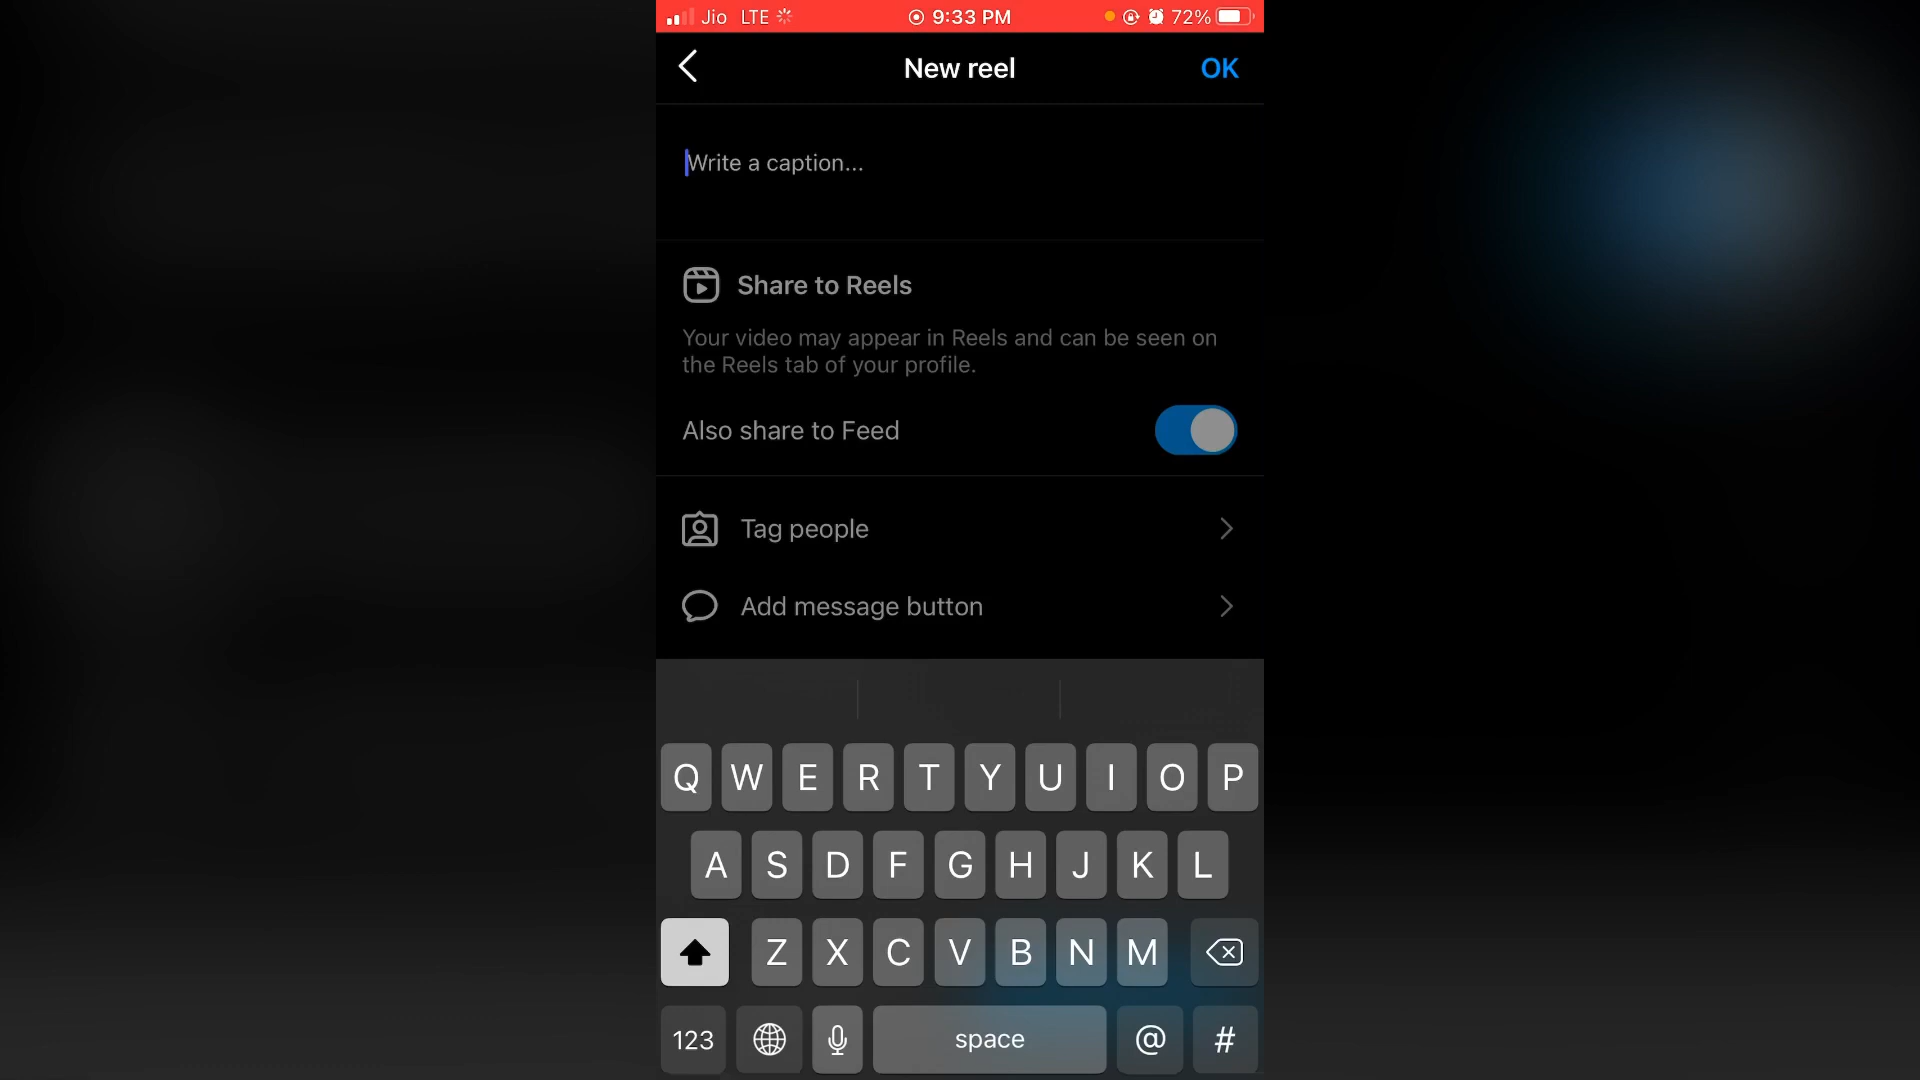 Jio LTE 9:33 PM 72%
New reel OK
Write a caption...
Share to Reels
Your video may appear in Reels and can be seen on
the Reels tab of your profile.
Also share to Feed
Tag people
Add message button
Q W E R T Y U I O P
A S D F G H J K L
Z X C V B N M
123 space @ #